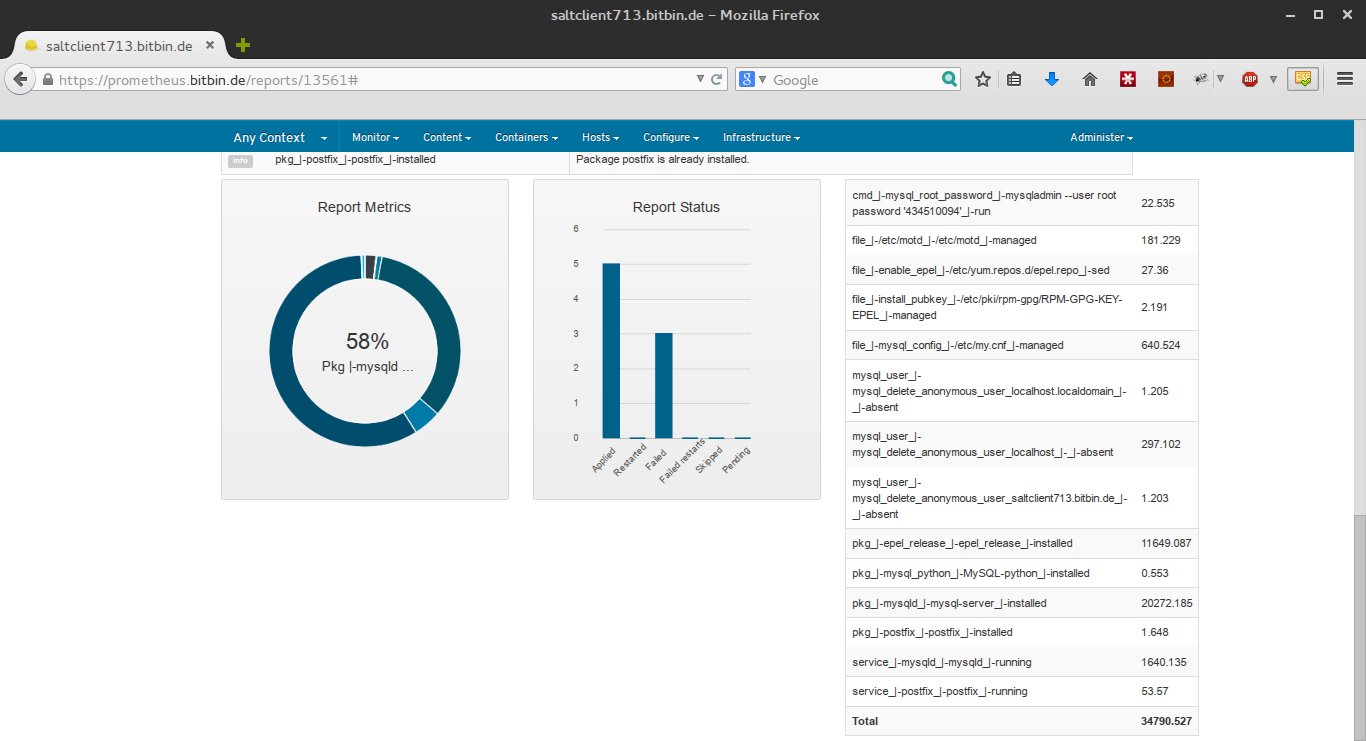 saltclient713.bitbin.de – Mozilla Firefox
saltclient713.bitbin.de
https://prometheus.bitbin.de/reports/13561#
8
Google
ABP
Any Context
Monitor
Content
Containers
Hosts
Configure
Infrastructure
Administer
Info
pkg_|-postfix_|-postfix_|-installed
Package postfix is already installed.
Report Metrics
58%
Pkg |-mysqld ...
Report Status
6
5
4
3
2
1
0
Applied
Restarted
Failed
Failed restarts
Skipped
Pending
cmd_|-mysql_root_password_|-mysqladmin --user root
password '434510094'_|-run
22.535
file_|-/etc/motd_|-/etc/motd_|-managed
181.229
file_|-enable_epel_|-/etc/yum.repos.d/epel.repo_|-sed
27.36
file_|-install_pubkey_|-/etc/pki/rpm-gpg/RPM-GPG-KEY-
EPEL_|-managed
2.191
file_|-mysql_config_|-/etc/my.cnf_|-managed
640.524
mysql_user_|-
mysql_delete_anonymous_user_localhost.localdomain_|-
_|-absent
1.205
mysql_user_|-
mysql_delete_anonymous_user_localhost_|-_|-absent
297.102
mysql_user_|-
mysql_delete_anonymous_user_saltclient713.bitbin.de_|-
_|-absent
1.203
pkg_|-epel_release_|-epel_release_|-installed
11649.087
pkg_|-mysql_python_|-MySQL-python_|-installed
0.553
pkg_|-mysqld_|-mysql-server_|-installed
20272.185
pkg_|-postfix_|-postfix_|-installed
1.648
service_|-mysqld_|-mysqld_|-running
1640.135
service_|-postfix_|-postfix_|-running
53.57
Total
34790.527